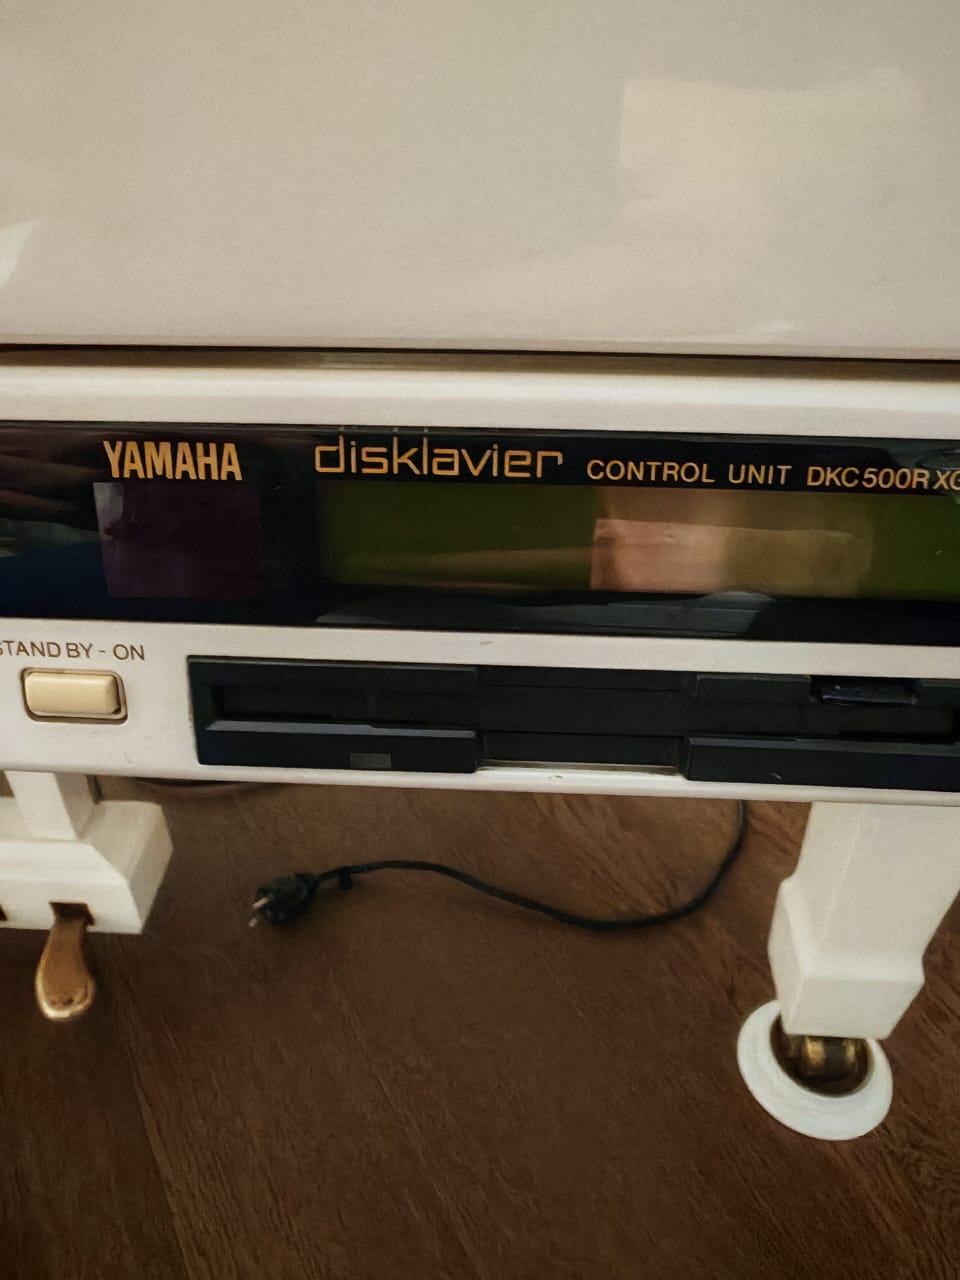 YAMAHA disklavier CONTROL UNIT DKC500R XG
STAND BY - ON